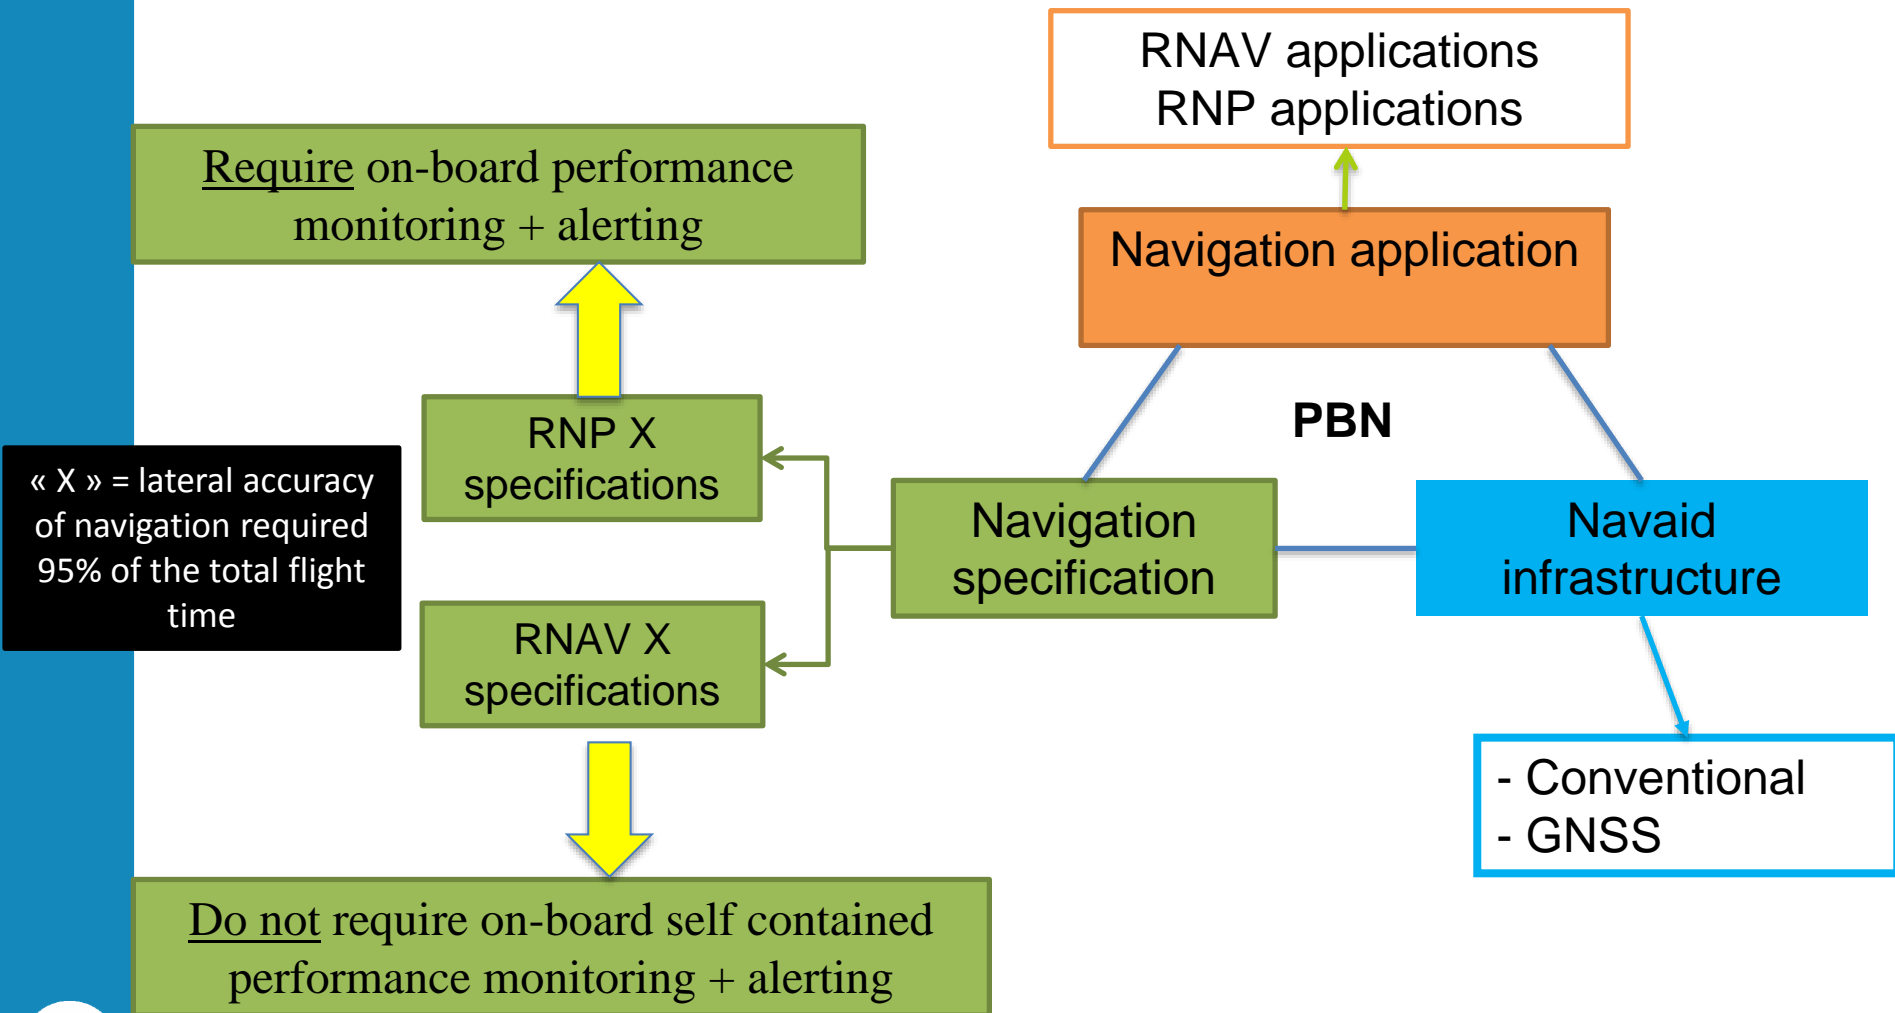 RNAV applications
RNP applications
Require on-board performance
monitoring + alerting
Navigation application
PBN
RNP X
specifications
« X » = lateral accuracy
of navigation required
95% of the total flight
time
Navigation
specification
Navaid
infrastructure
RNAV X
specifications
- Conventional
- GNSS
Do not require on-board self contained
performance monitoring + alerting